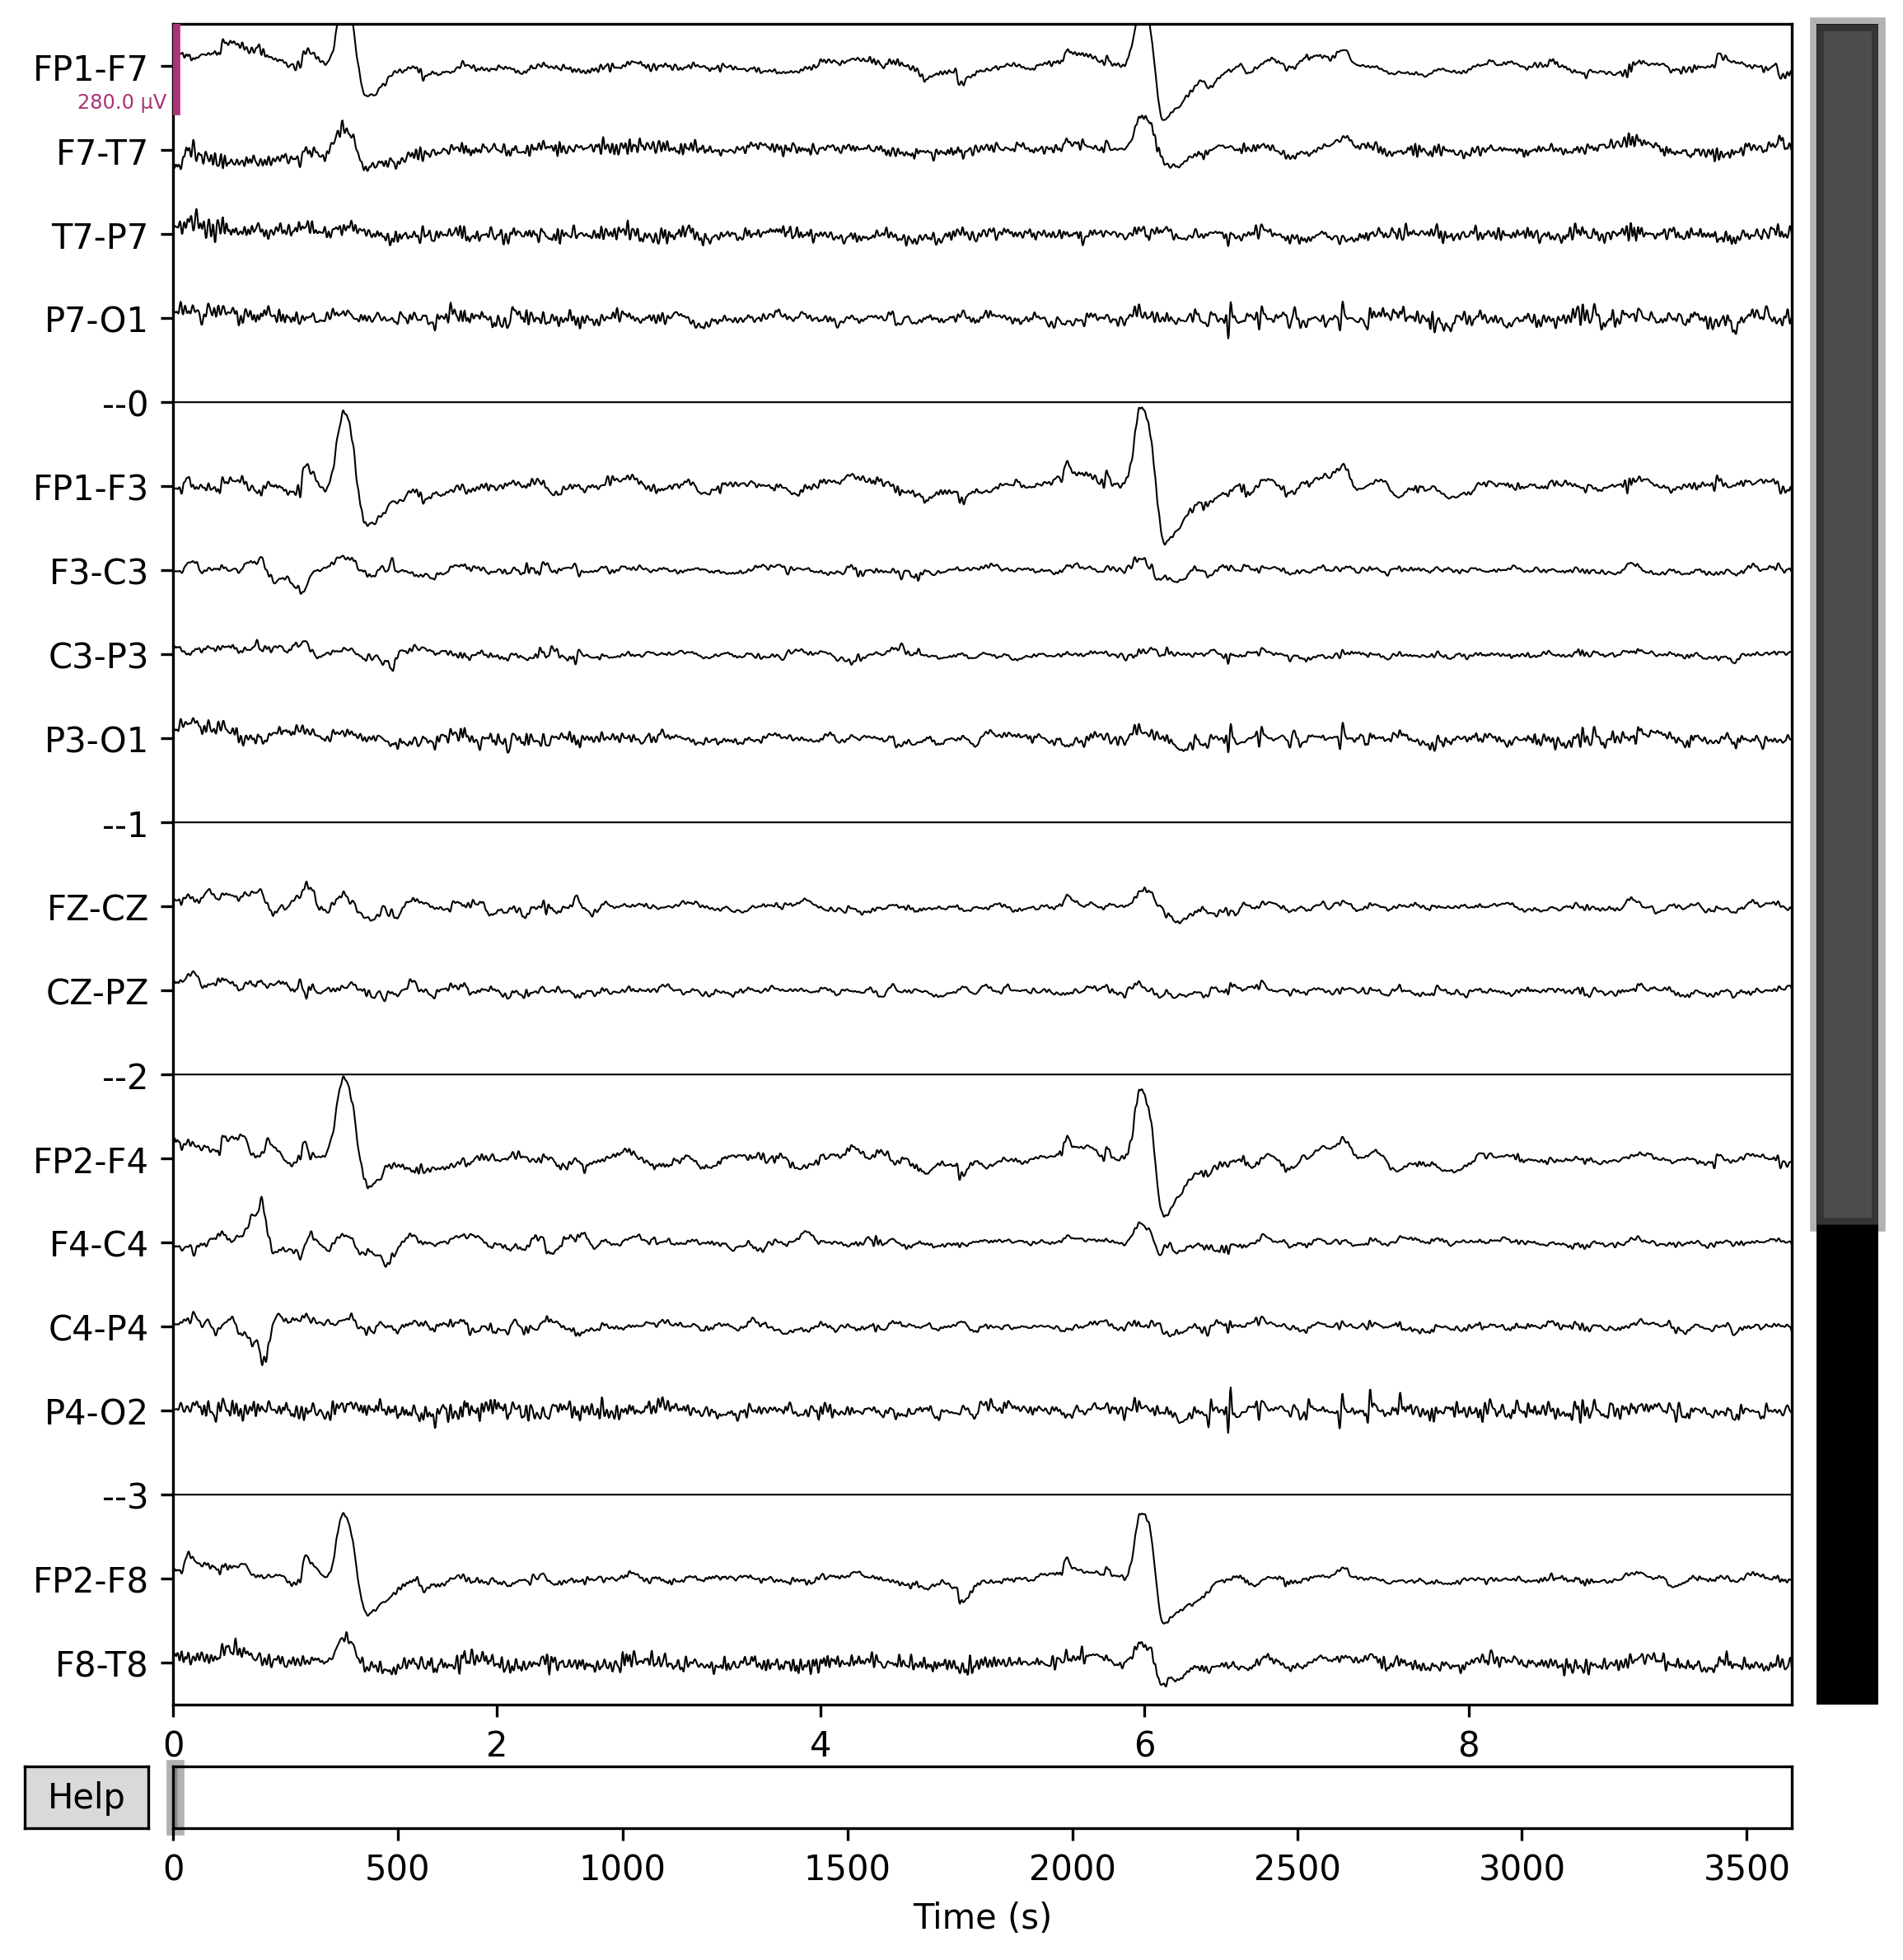 FP1-F7
280.0 µV
F7-T7
T7-P7
P7-O1
--0
FP1-F3
F3-C3
C3-P3
P3-O1
--1
FZ-CZ
CZ-PZ
--2
FP2-F4
F4-C4
C4-P4
P4-O2
--3
FP2-F8
F8-T8
0 2 4 6 8
Help
0 500 1000 1500 2000 2500 3000 3500
Time (s)